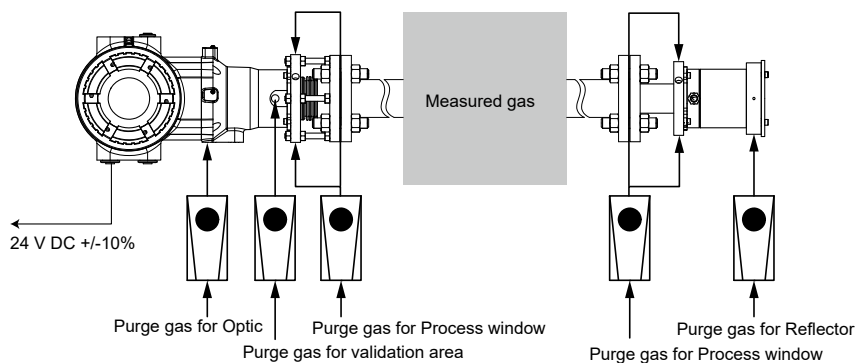 Measured gas
24 V DC +/-10%
Purge gas for Optic
Purge gas for Process window
Purge gas for Reflector
Purge gas for validation area
Purge gas for Process window